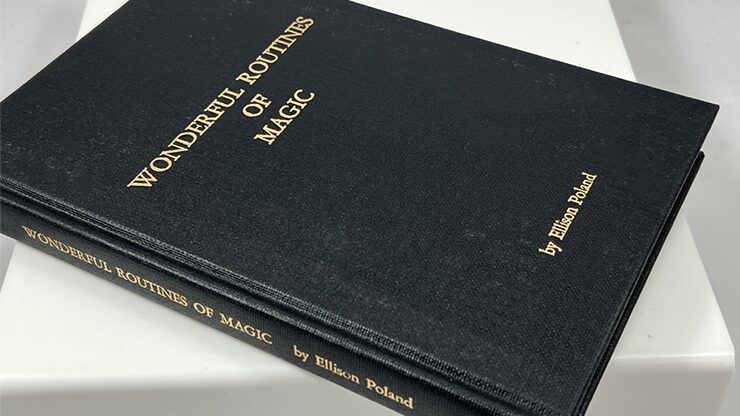 WONDERFUL ROUTINES
OF
MAGIC
by Ellison Poland
WONDERFUL ROUTINES OF MAGIC by Ellison Poland